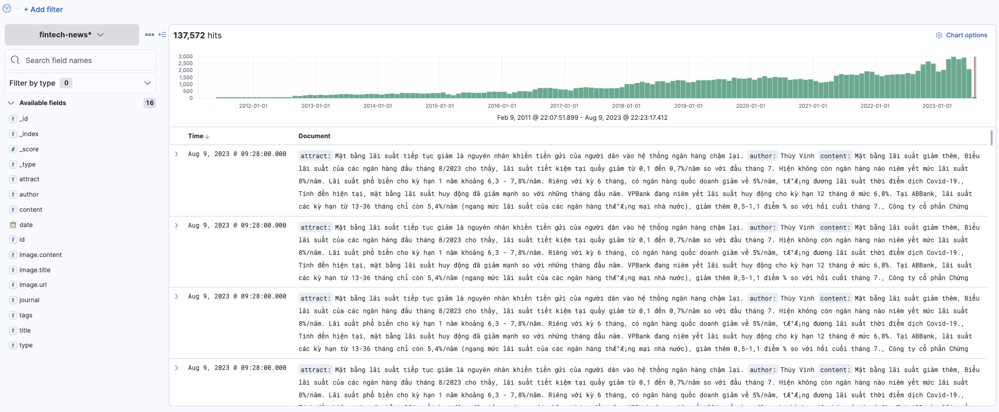 + Add filter
fintech-news*
Search field names
Filter by type 0
Available fields 16
t _id
t _index
# _score
t _type
t attract
t author
t content
date
t id
t image.content
t image.title
t image.url
t journal
t tags
t title
t type
137,572 hits
Chart options
3,000
2,500
2,000
1,500
1,000
500
0
2012-01-01 2013-01-01 2014-01-01 2015-01-01 2016-01-01 2017-01-01 2018-01-01 2019-01-01 2020-01-01 2021-01-01 2022-01-01 2023-01-01
Feb 9, 2011 @ 22:07:51.899 - Aug 9, 2023 @ 22:23:17.412
Time Document
Aug 9, 2023 @ 09:28:00.000 attract: Mặt bằng lãi suất tiếp tục giảm là nguyên nhân khiến tiền gửi của người dân vào hệ thống ngân hàng chậm lại. author: Thùy Vinh content: Mặt bằng lãi suất giảm thêm, Biểu
lãi suất của các ngân hàng đầu tháng 8/2023 cho thấy, lãi suất tiết kiệm tại quầy giảm từ 0,1 đến 0,7%/năm so với đầu tháng 7. Hiện không còn ngân hàng nào niêm yết mức lãi suất
8%/năm. Lãi suất phổ biến cho kỳ hạn 1 năm khoảng 6,3 - 7,8%/năm. Riêng với kỳ 6 tháng, có ngân hàng quốc doanh giảm về 5%/năm, tÆ°Æ¡ng đương lãi suất thời điểm dịch Covid-19.,
Tính đến hiện tại, mặt bằng lãi suất huy động đã giảm mạnh so với những tháng đầu năm. VPBank đang niêm yết lãi suất huy động cho kỳ hạn 12 tháng ở mức 6,8%. Tại ABBank, lãi suất
các kỳ hạn từ 13-36 tháng chỉ còn 5,4%/năm (ngang mức lãi suất của các ngân hàng thÆ°Æ¡ng mại nhà nước), giảm thêm 0,5-1,1 điểm % so với hồi cuối tháng 7., Công ty cổ phần Chứng
Aug 9, 2023 @ 09:28:00.000 attract: Mặt bằng lãi suất tiếp tục giảm là nguyên nhân khiến tiền gửi của người dân vào hệ thống ngân hàng chậm lại. author: Thùy Vinh content: Mặt bằng lãi suất giảm thêm, Biểu
lãi suất của các ngân hàng đầu tháng 8/2023 cho thấy, lãi suất tiết kiệm tại quầy giảm từ 0,1 đến 0,7%/năm so với đầu tháng 7. Hiện không còn ngân hàng nào niêm yết mức lãi suất
8%/năm. Lãi suất phổ biến cho kỳ hạn 1 năm khoảng 6,3 - 7,8%/năm. Riêng với kỳ 6 tháng, có ngân hàng quốc doanh giảm về 5%/năm, tÆ°Æ¡ng đương lãi suất thời điểm dịch Covid-19.,
Tính đến hiện tại, mặt bằng lãi suất huy động đã giảm mạnh so với những tháng đầu năm. VPBank đang niêm yết lãi suất huy động cho kỳ hạn 12 tháng ở mức 6,8%. Tại ABBank, lãi suất
các kỳ hạn từ 13-36 tháng chỉ còn 5,4%/năm (ngang mức lãi suất của các ngân hàng thÆ°Æ¡ng mại nhà nước), giảm thêm 0,5-1,1 điểm % so với hồi cuối tháng 7., Công ty cổ phần Chứng
Aug 9, 2023 @ 09:28:00.000 attract: Mặt bằng lãi suất tiếp tục giảm là nguyên nhân khiến tiền gửi của người dân vào hệ thống ngân hàng chậm lại. author: Thùy Vinh content: Mặt bằng lãi suất giảm thêm, Biểu
lãi suất của các ngân hàng đầu tháng 8/2023 cho thấy, lãi suất tiết kiệm tại quầy giảm từ 0,1 đến 0,7%/năm so với đầu tháng 7. Hiện không còn ngân hàng nào niêm yết mức lãi suất
8%/năm. Lãi suất phổ biến cho kỳ hạn 1 năm khoảng 6,3 - 7,8%/năm. Riêng với kỳ 6 tháng, có ngân hàng quốc doanh giảm về 5%/năm, tÆ°Æ¡ng đương lãi suất thời điểm dịch Covid-19.,
Tính đến hiện tại, mặt bằng lãi suất huy động đã giảm mạnh so với những tháng đầu năm. VPBank đang niêm yết lãi suất huy động cho kỳ hạn 12 tháng ở mức 6,8%. Tại ABBank, lãi suất
các kỳ hạn từ 13-36 tháng chỉ còn 5,4%/năm (ngang mức lãi suất của các ngân hàng thÆ°Æ¡ng mại nhà nước), giảm thêm 0,5-1,1 điểm % so với hồi cuối tháng 7., Công ty cổ phần Chứng
Aug 9, 2023 @ 09:28:00.000 attract: Mặt bằng lãi suất tiếp tục giảm là nguyên nhân khiến tiền gửi của người dân vào hệ thống ngân hàng chậm lại. author: Thùy Vinh content: Mặt bằng lãi suất giảm thêm, Biểu
lãi suất của các ngân hàng đầu tháng 8/2023 cho thấy, lãi suất tiết kiệm tại quầy giảm từ 0,1 đến 0,7%/năm so với đầu tháng 7. Hiện không còn ngân hàng nào niêm yết mức lãi suất
8%/năm. Lãi suất phổ biến cho kỳ hạn 1 năm khoảng 6,3 - 7,8%/năm. Riêng với kỳ 6 tháng, có ngân hàng quốc doanh giảm về 5%/năm, tÆ°Æ¡ng đương lãi suất thời điểm dịch Covid-19.,